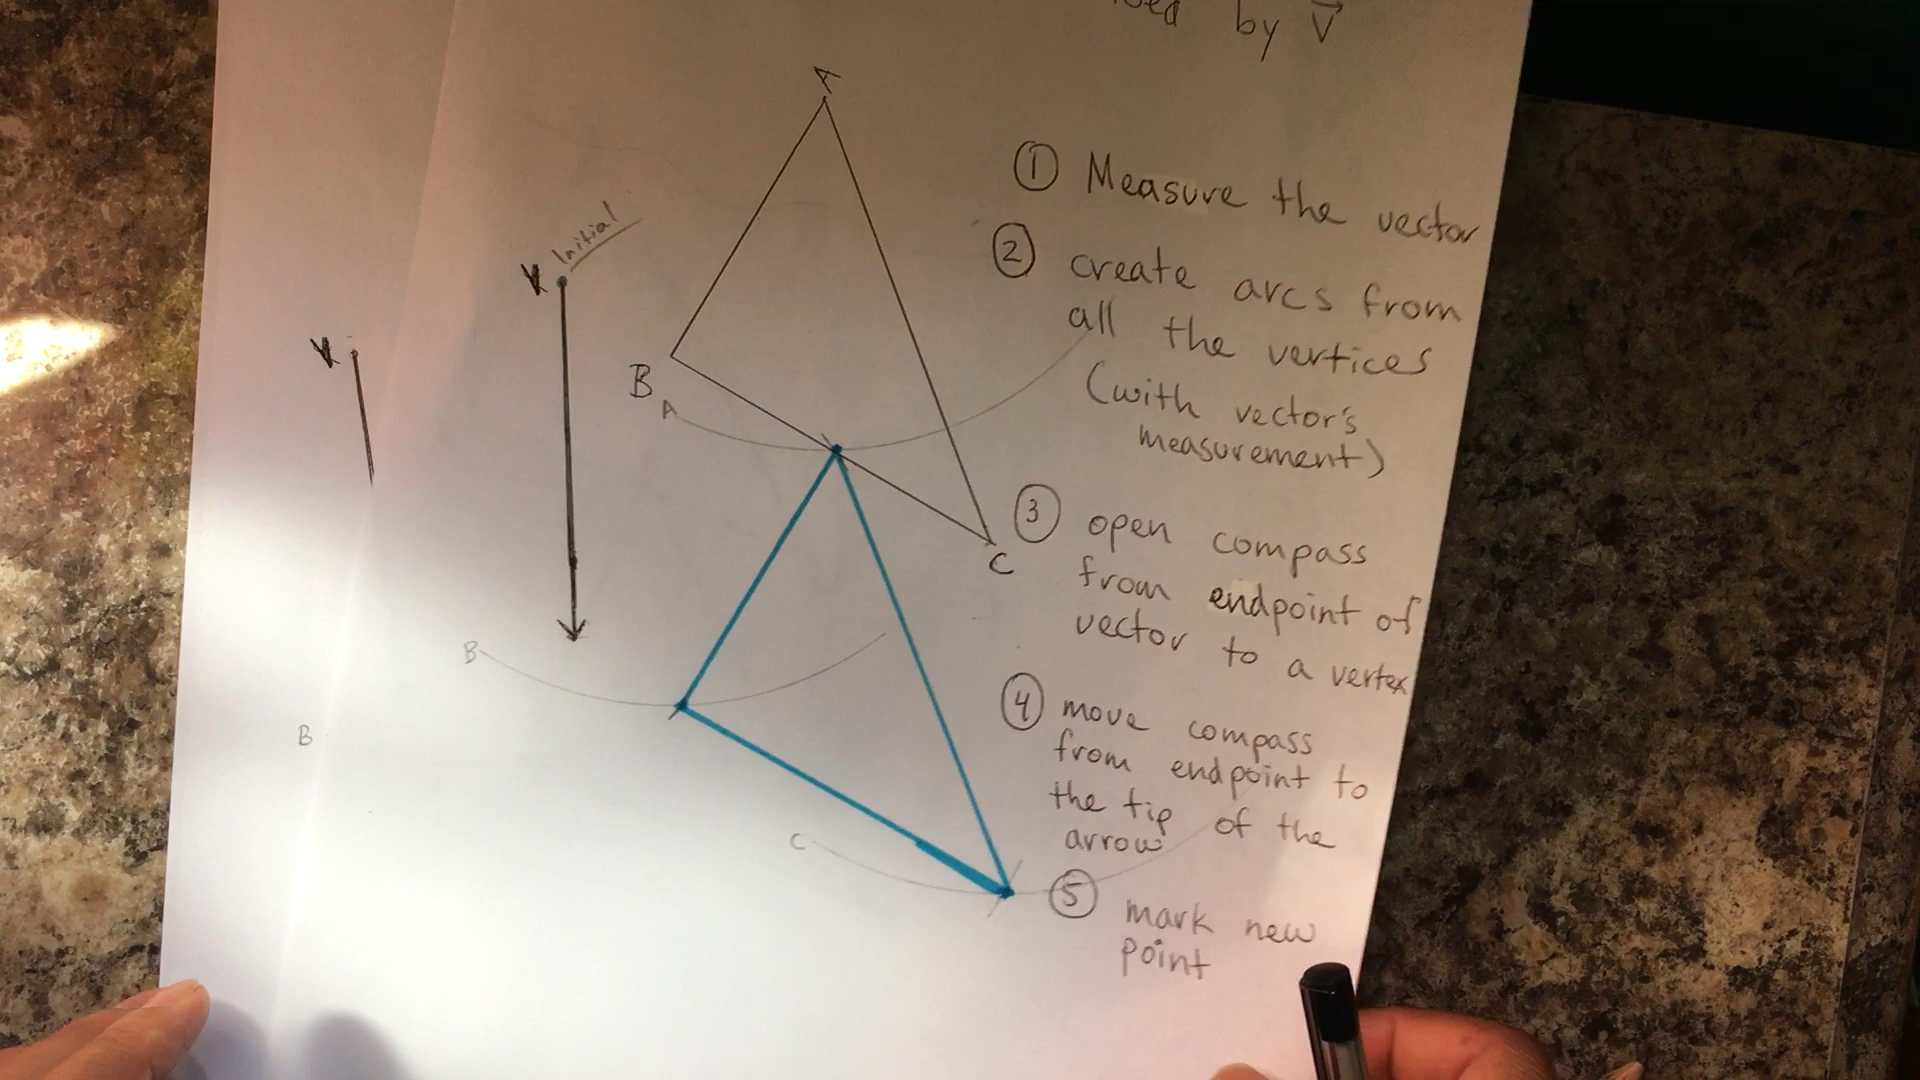 by V
A
① Measure the vector
② create arcs from
all the vertices
(with vector's
measurement)
Initial
B
A
C
③ open compass
from endpoint of
vector to a vertex
B
④ move compass
from endpoint to
the tip of the
arrow
B
C
⑤ mark new
point